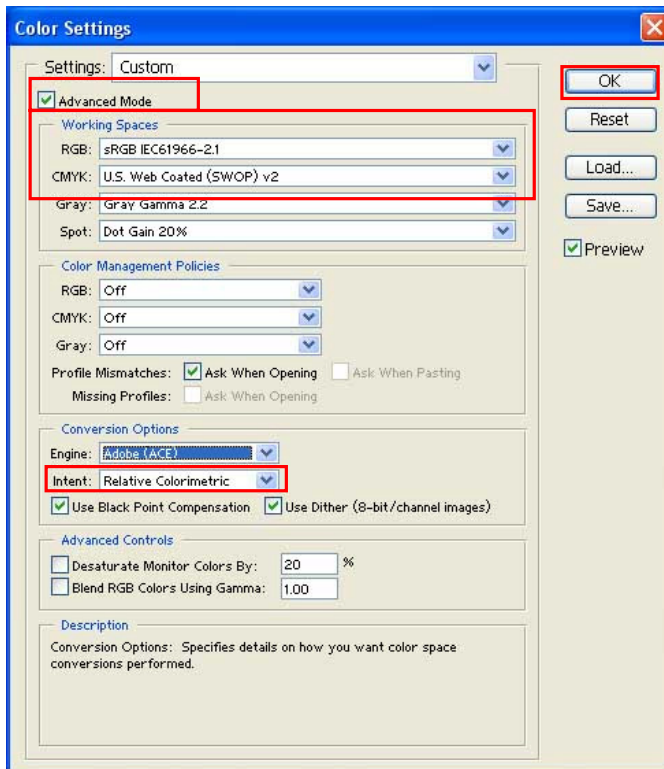 Color Settings
Settings: Custom
OK
Advanced Mode
Reset
Working Spaces
RGB: sRGB IEC61966-2.1
Load...
CMYK: U.S. Web Coated (SWOP) v2
Gray: Gray Gamma 2.2
Save...
Spot: Dot Gain 20%
Preview
Color Management Policies
RGB: Off
CMYK: Off
Gray: Off
Profile Mismatches: Ask When Opening Ask When Pasting
Missing Profiles: Ask When Opening
Conversion Options
Engine: Adobe (ACE)
Intent: Relative Colorimetric
Use Black Point Compensation Use Dither (8-bit/channel images)
Advanced Controls
Desaturate Monitor Colors By: 20 %
Blend RGB Colors Using Gamma: 1.00
Description
Conversion Options: Specifies details on how you want color space
conversions performed.